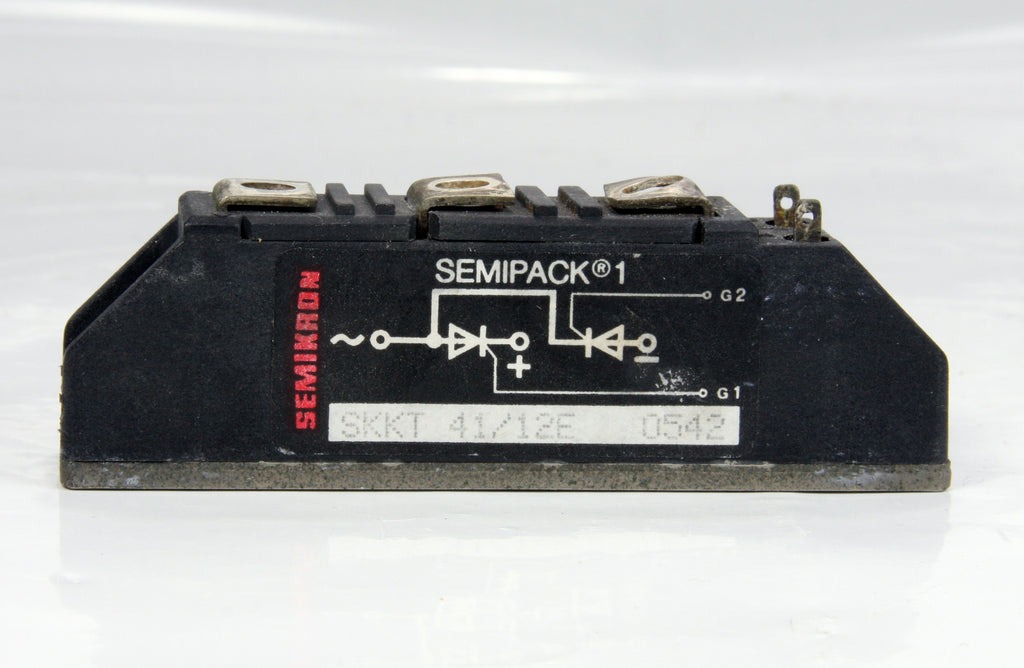 SEMIPACK® 1
SEMIKRON
G2
~
+
−
G1
SKKT 41/12E 0542